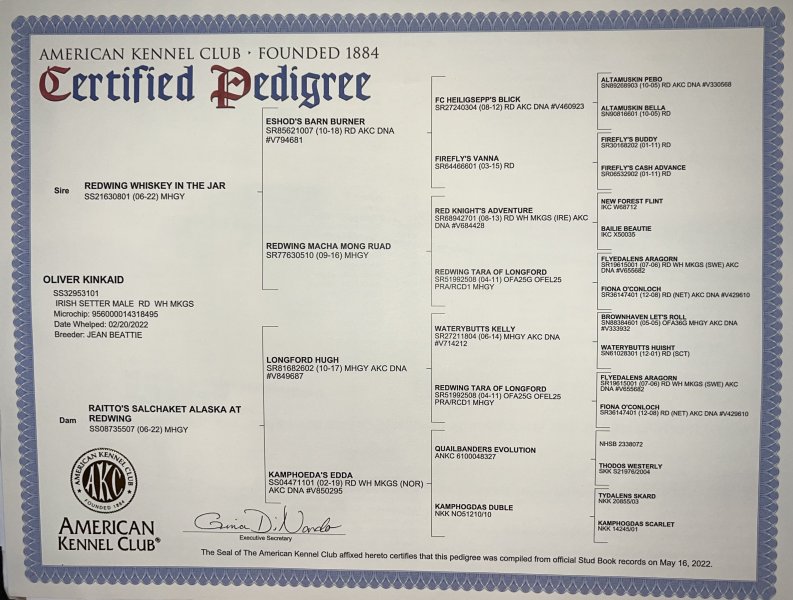 AMERICAN KENNEL CLUB • FOUNDED 1884
Certified Pedigree
Sire
REDWING WHISKEY IN THE JAR
SS21630801 (06-22) MHGY
OLIVER KINKAID
SS32953101
IRISH SETTER MALE RD WH MKGS
Microchip: 956000014318495
Date Whelped: 02/20/2022
Breeder: JEAN BEATTIE
Dam
RAITTO'S SALCHAKET ALASKA AT
REDWING
SS08735507 (06-22) MHGY
ESHOD'S BARN BURNER
SR85621007 (10-18) RD AKC DNA
#V794681
REDWING MACHA MONG RUAD
SR77630510 (09-16) MHGY
LONGFORD HUGH
SR81682602 (10-17) MHGY AKC DNA
#V849687
KAMPHOEDA'S EDDA
SS04471101 (02-19) RD WH MKGS (NOR)
AKC DNA #V850295
FC HEILIGSEPP'S BLICK
SR27240304 (08-12) RD AKC DNA #V460923
FIREFLY'S VANNA
SR64466601 (03-15) RD
RED KNIGHT'S ADVENTURE
SR68942701 (08-13) RD WH MKGS (IRE) AKC
DNA #V684428
REDWING TARA OF LONGFORD
SR51992508 (04-11) OFA25G OFEL25
PRA/RCD1 MHGY
WATERYBUTTS KELLY
SR27211804 (06-14) MHGY AKC DNA
#V714212
REDWING TARA OF LONGFORD
SR51992508 (04-11) OFA25G OFEL25
PRA/RCD1 MHGY
QUAILBANDERS EVOLUTION
ANKC 6100048327
KAMPHOGDAS DUBLE
NKK NO51210/10
ALTAMUSKIN PEBO
SN89268903 (10-05) RD AKC DNA #V330568
ALTAMUSKIN BELLA
SN90816601 (10-05) RD
FIREFLY'S BUDDY
SR30168202 (01-11) RD
FIREFLY'S CASH ADVANCE
SR06532902 (01-11) RD
NEW FOREST FLINT
IKC W68712
BAILIE BEAUTIE
IKC X50035
FLYEDALENS ARAGORN
SR19615001 (07-06) RD WH MKGS (SWE) AKC
DNA #V655682
FIONA O'CONLOCH
SR36147401 (12-08) RD (NET) AKC DNA #V429610
BROWNHAVEN LET'S ROLL
SN88384601 (05-05) OFA36G MHGY AKC DNA
#V333932
WATERYBUTTS HUISHT
SN61028301 (12-01) RD (SCT)
FLYEDALENS ARAGORN
SR19615001 (07-06) RD WH MKGS (SWE) AKC
DNA #V655682
FIONA O'CONLOCH
SR36147401 (12-08) RD (NET) AKC DNA #V429610
NHSB 2338072
THODOS WESTERLY
SKK S21976/2004
TYDALENS SKARD
NKK 20855/03
KAMPHOGDAS SCARLET
NKK 14245/01
AMERICAN KENNEL CLUB
AKC
FOUNDED 1884
AMERICAN
KENNEL CLUB®
Gina DiNardo
Executive Secretary
The Seal of The American Kennel Club affixed hereto certifies that this pedigree was compiled from official Stud Book records on May 16, 2022.